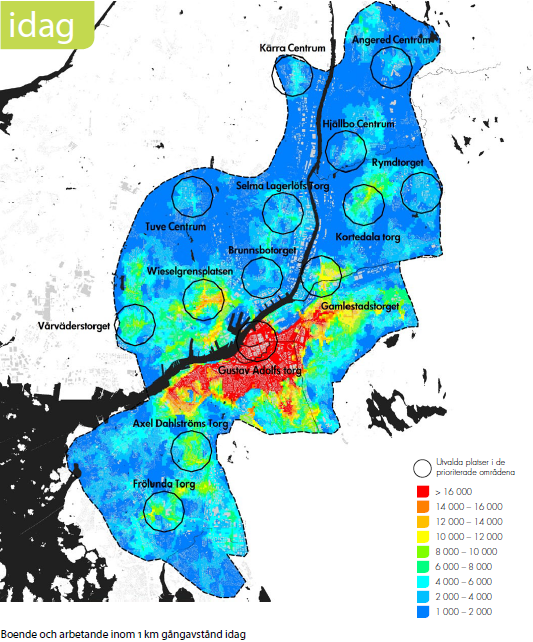 idag
Kärra Centrum
Angered Centrum
Hjällbo Centrum
Rymdtorget
Selma Lagerlöfs Torg
Tuve Centrum
Kortedala torg
Brunnsbotorget
Wieselgrensplatsen
Gamlestadstorget
Vårväderstorget
Gustav Adolfs torg
Axel Dahlströms Torg
Frölunda Torg
Utvalda platser i de
prioriterade områdena
> 16 000
14 000 – 16 000
12 000 – 14 000
10 000 – 12 000
8 000 – 10 000
6 000 – 8 000
4 000 – 6 000
2 000 – 4 000
1 000 – 2 000
Boende och arbetande inom 1 km gångavstånd idag